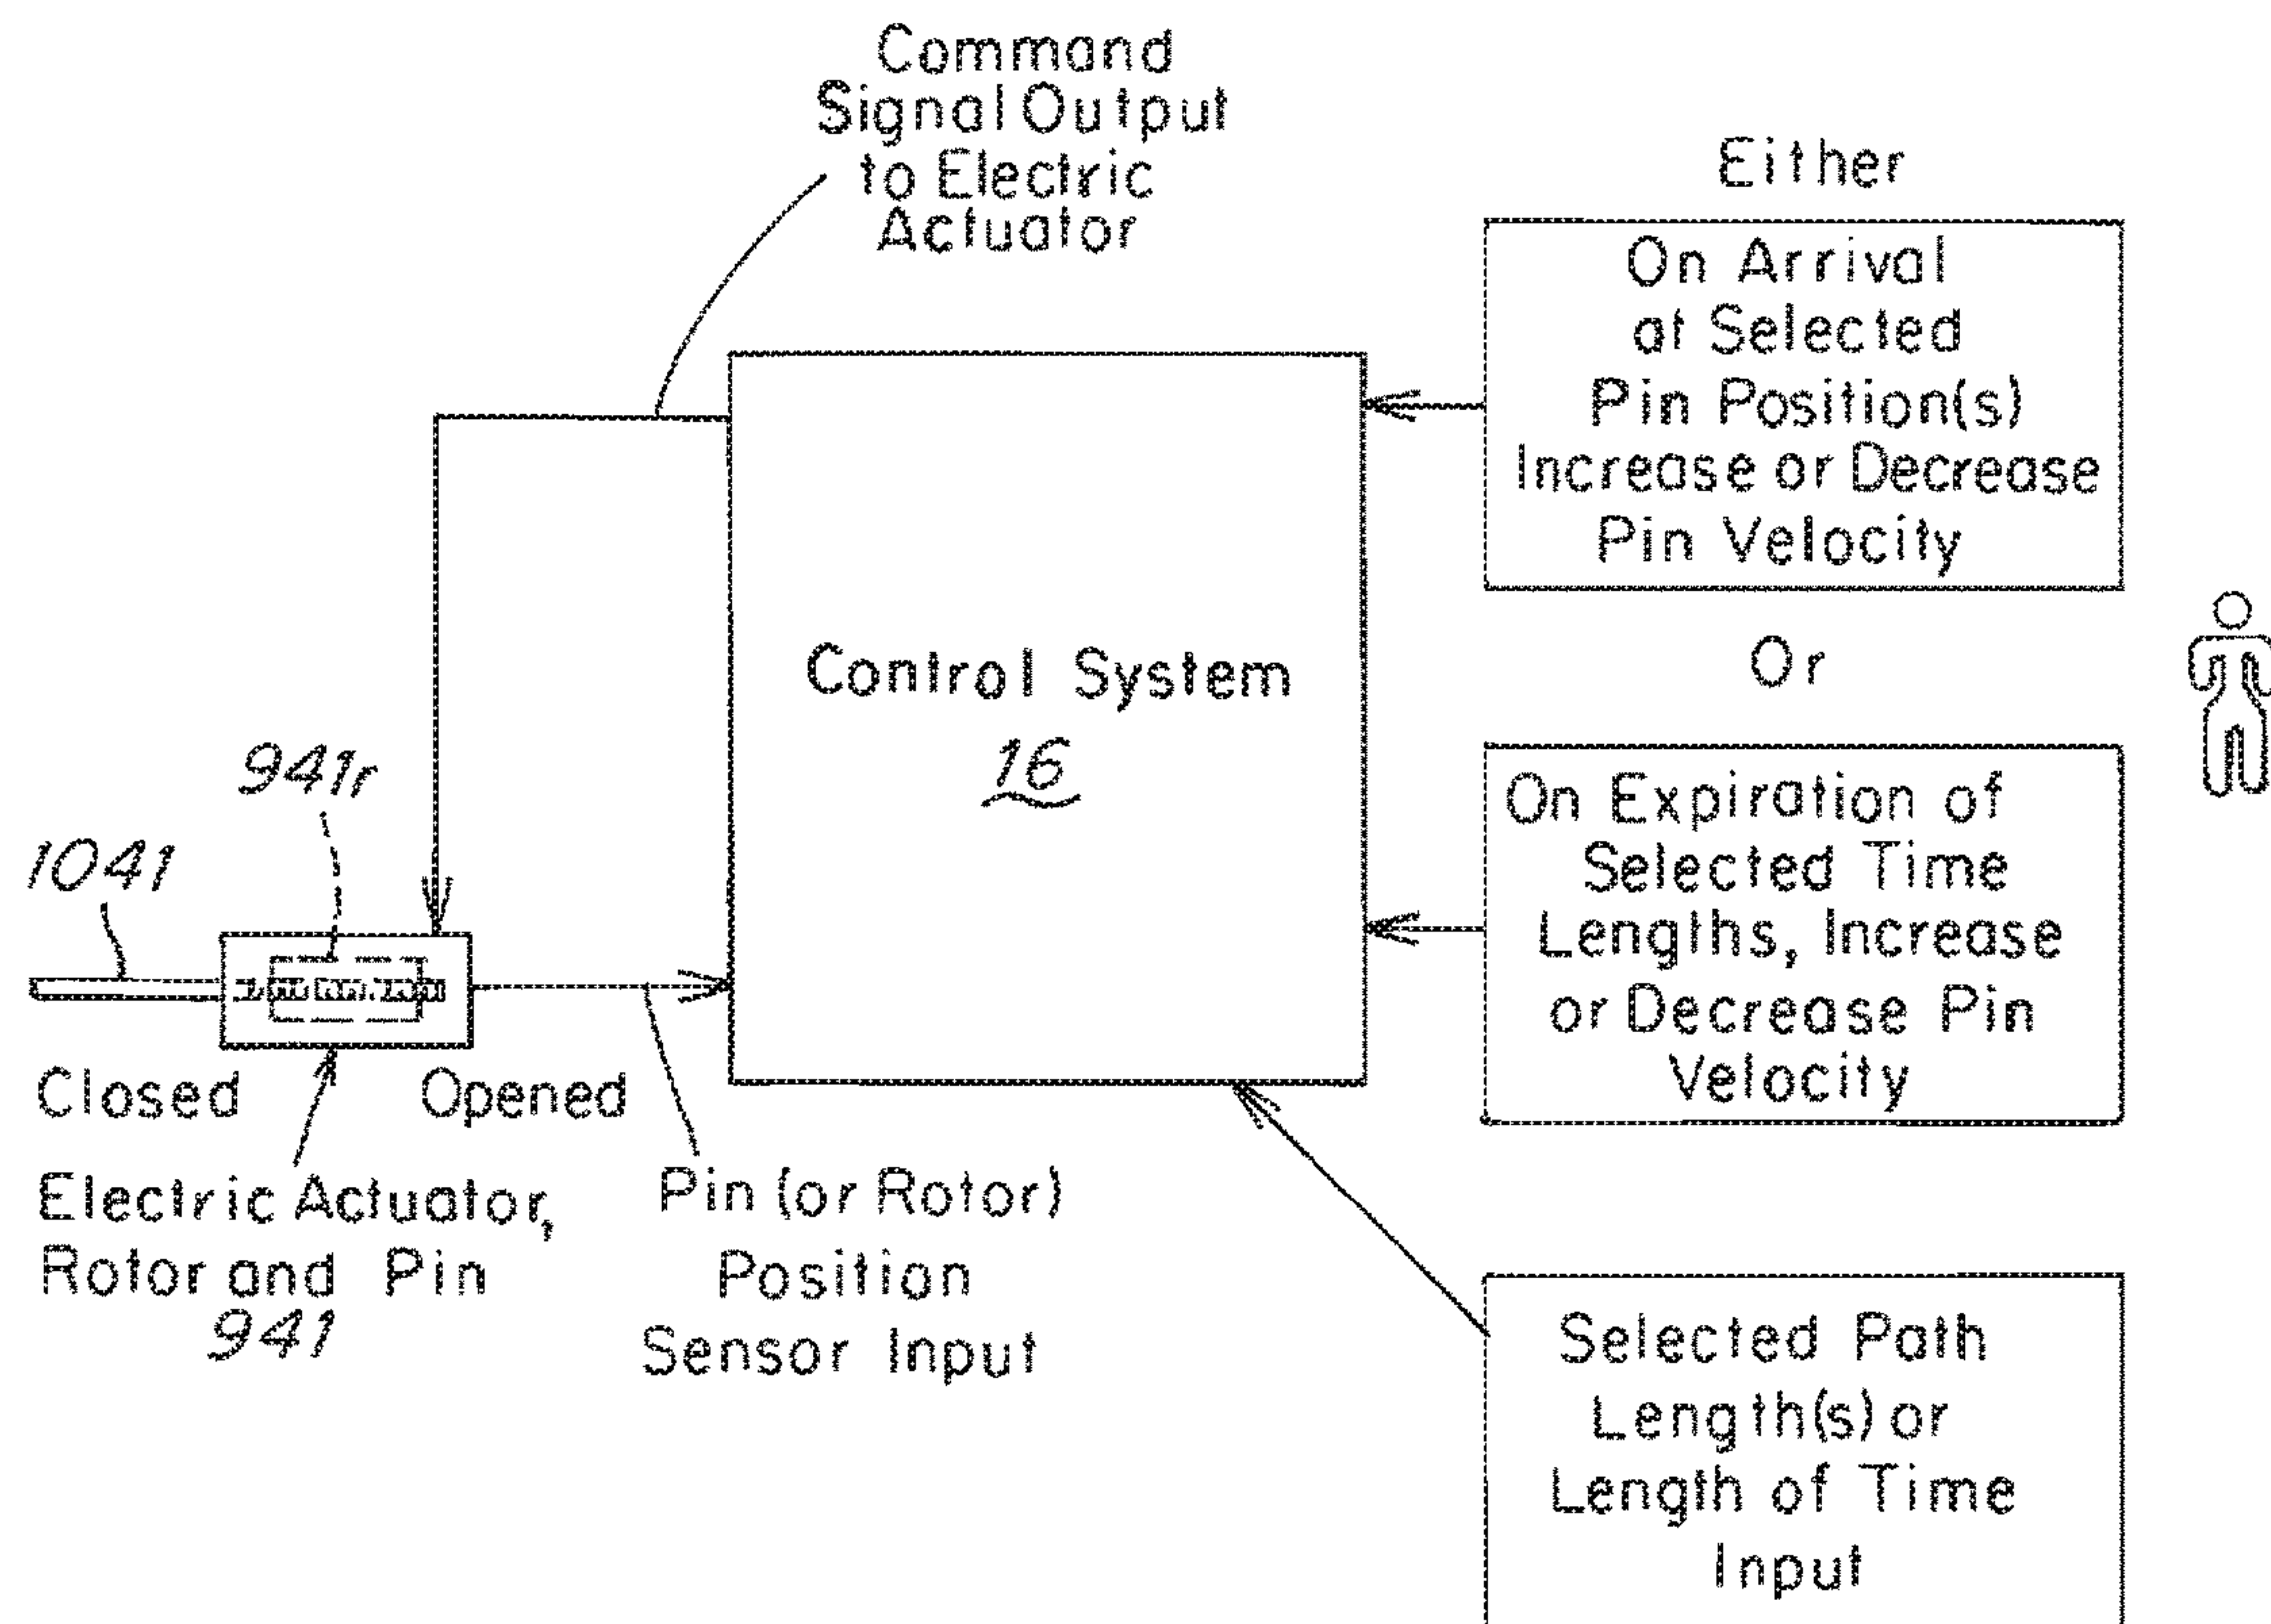 Command
Signal Output
to Electric
Actuator
Either
On Arrival
at Selected
Pin Position(s)
Increase or Decrease
Pin Velocity
Or
Control System
16
On Expiration of
Selected Time
Lengths, Increase
or Decrease Pin
Velocity
941r
1041
Closed
Opened
Electric Actuator,
Rotor and Pin
941
Pin (or Rotor)
Position
Sensor Input
Selected Path
Length(s) or
Length of Time
Input